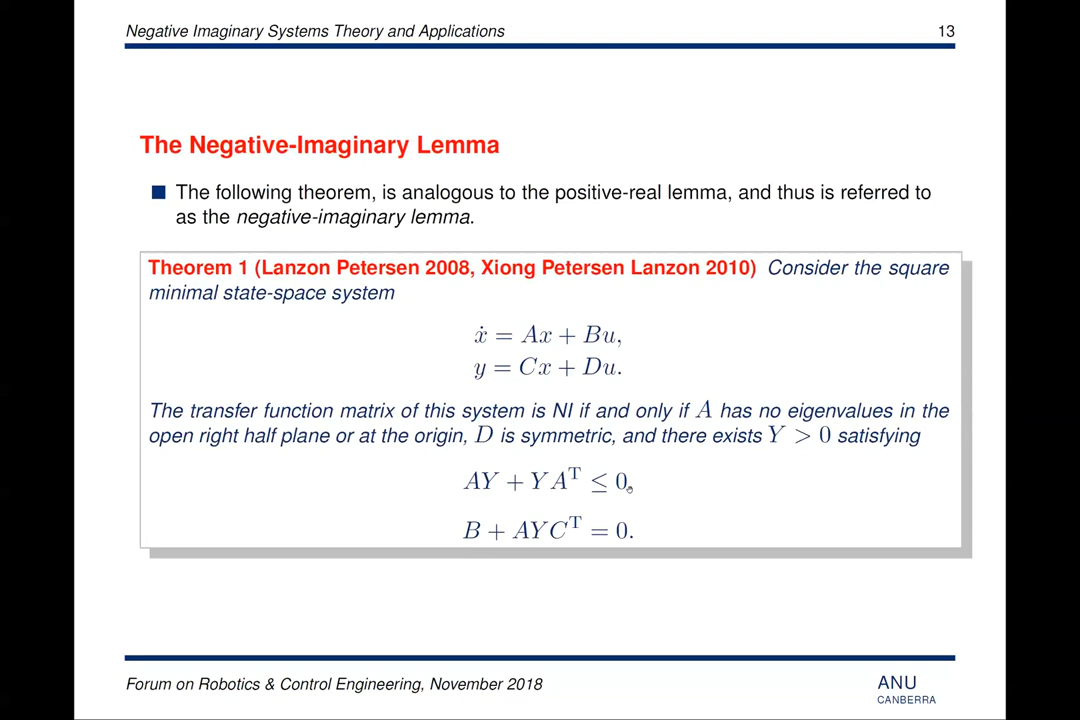 Negative Imaginary Systems Theory and Applications 13
The Negative-Imaginary Lemma
The following theorem, is analogous to the positive-real lemma, and thus is referred to
as the negative-imaginary lemma.
Theorem 1 (Lanzon Petersen 2008, Xiong Petersen Lanzon 2010) Consider the square
minimal state-space system
ẋ = Ax + Bu,
y = Cx + Du.
The transfer function matrix of this system is NI if and only if A has no eigenvalues in the
open right half plane or at the origin, D is symmetric, and there exists Y > 0 satisfying
AY + YAᵀ ≤ 0,
B + AYCᵀ = 0.
Forum on Robotics & Control Engineering, November 2018
ANU
CANBERRA